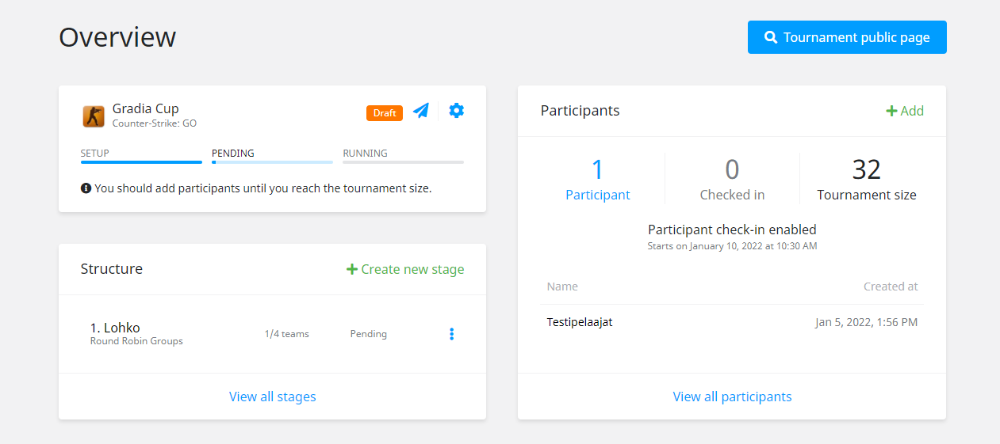 Overview
Tournament public page
Gradia Cup
Counter-Strike: GO
Draft
SETUP
PENDING
RUNNING
You should add participants until you reach the tournament size.
Structure
Create new stage
1. Lohko
Round Robin Groups
1/4 teams
Pending
View all stages
Participants
Add
1
Participant
0
Checked in
32
Tournament size
Participant check-in enabled
Starts on January 10, 2022 at 10:30 AM
Name
Created at
Testipelaajat
Jan 5, 2022, 1:56 PM
View all participants